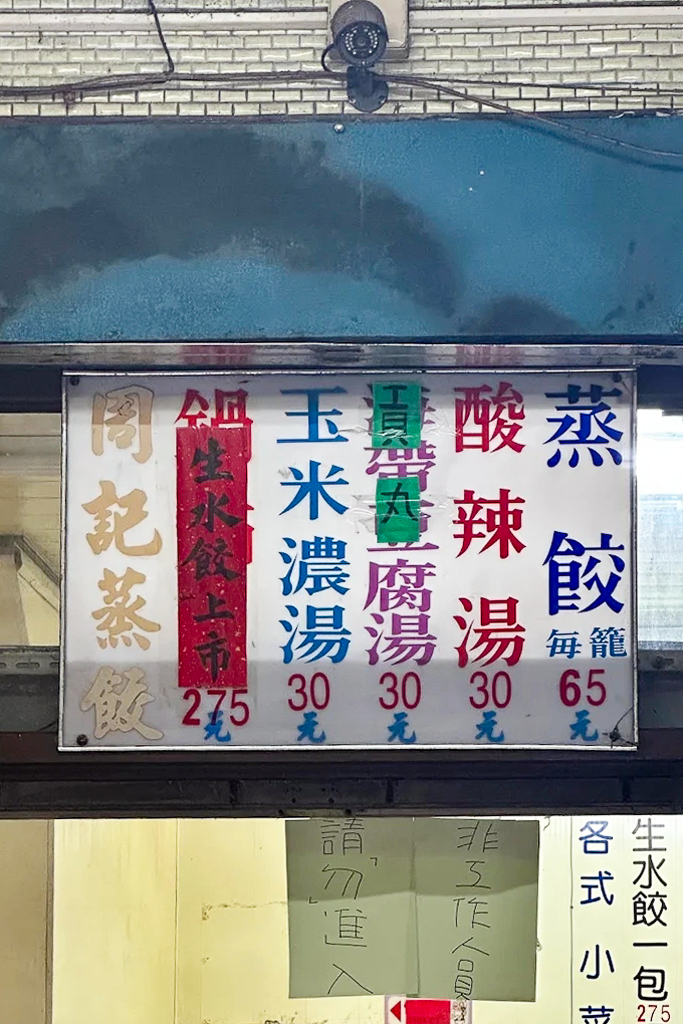 蒸餃
每籠
65
元
酸辣湯
30
元
貢丸
腐湯
30
元
玉米濃湯
30
元
鍋
生水餃上市
275
元
周記蒸餃
非工作人員
請「勿」進入
生水餃一包
275
各式小菜